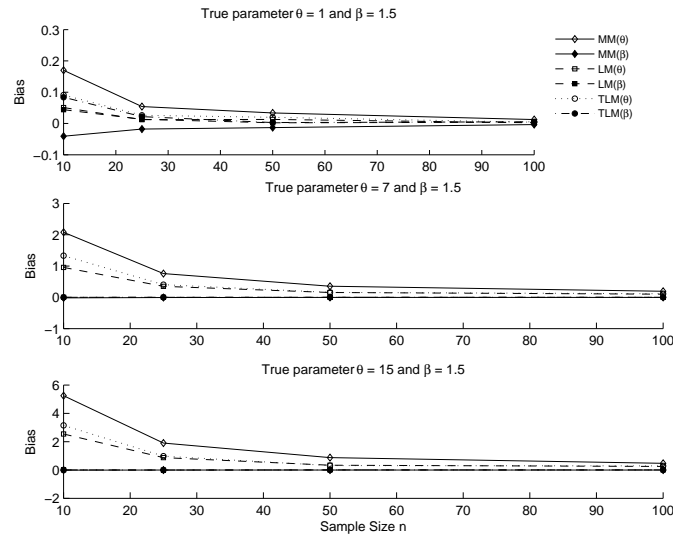 True parameter θ = 1 and β = 1.5
0.3
0.2
0.1
0
−0.1
Bias
10 20 30 40 50 60 70 80 90 100
MM(θ)
MM(β)
LM(θ)
LM(β)
TLM(θ)
TLM(β)
True parameter θ = 7 and β = 1.5
3
2
1
0
−1
Bias
10 20 30 40 50 60 70 80 90 100
True parameter θ = 15 and β = 1.5
6
4
2
0
−2
Bias
10 20 30 40 50 60 70 80 90 100
Sample Size n